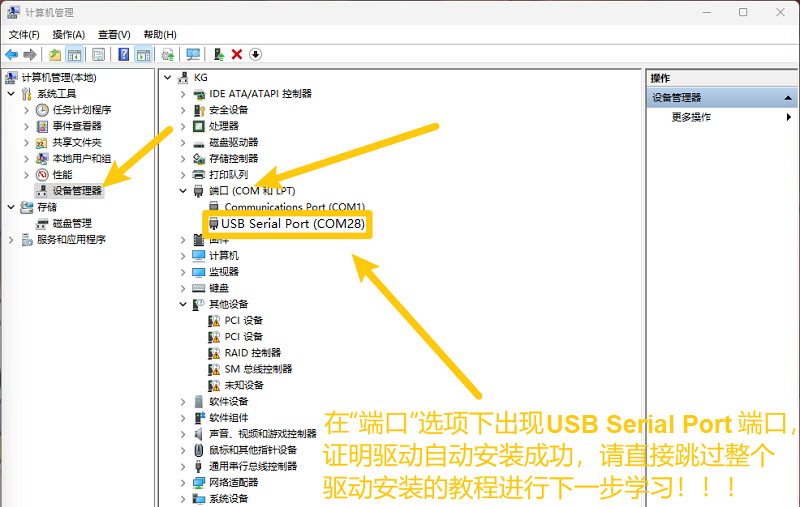 计算机管理
文件(F) 操作(A) 查看(V) 帮助(H)
计算机管理(本地)
系统工具
任务计划程序
事件查看器
共享文件夹
本地用户和组
性能
设备管理器
存储
磁盘管理
服务和应用程序
KG
IDE ATA/ATAPI 控制器
安全设备
处理器
磁盘驱动器
存储控制器
打印队列
端口 (COM 和 LPT)
Communications Port (COM1)
USB Serial Port (COM28)
固件
计算机
监视器
键盘
其他设备
PCI 设备
PCI 设备
RAID 控制器
SM 总线控制器
未知设备
软件设备
软件组件
声音、视频和游戏控制器
鼠标和其他指针设备
通用串行总线控制器
网络适配器
系统设备
操作
设备管理器
更多操作
在“端口”选项下出现USB Serial Port 端口，
证明驱动自动安装成功，请直接跳过整个
驱动安装的教程进行下一步学习！！！